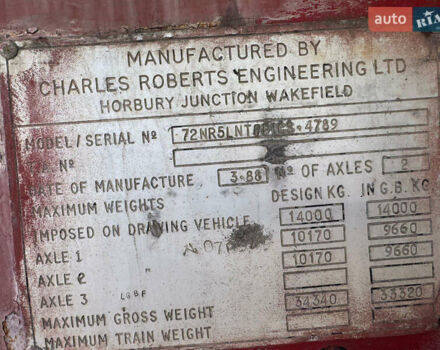 auto RIA
MANUFACTURED BY
CHARLES ROBERTS ENGINEERING LTD
HORBURY JUNCTION WAKEFIELD
MODEL / SERIAL Nº 4789
Nº
DATE OF MANUFACTURE 3.88 Nº OF AXLES 2
MAXIMUM WEIGHTS DESIGN KG. IN G.B. KG
IMPOSED ON DRAWING VEHICLE 14000 14000
AXLE 1 10170 9660
AXLE 2 " 10170 9660
AXLE 3 LGBF
MAXIMUM GROSS WEIGHT 34340 33320
MAXIMUM TRAIN WEIGHT